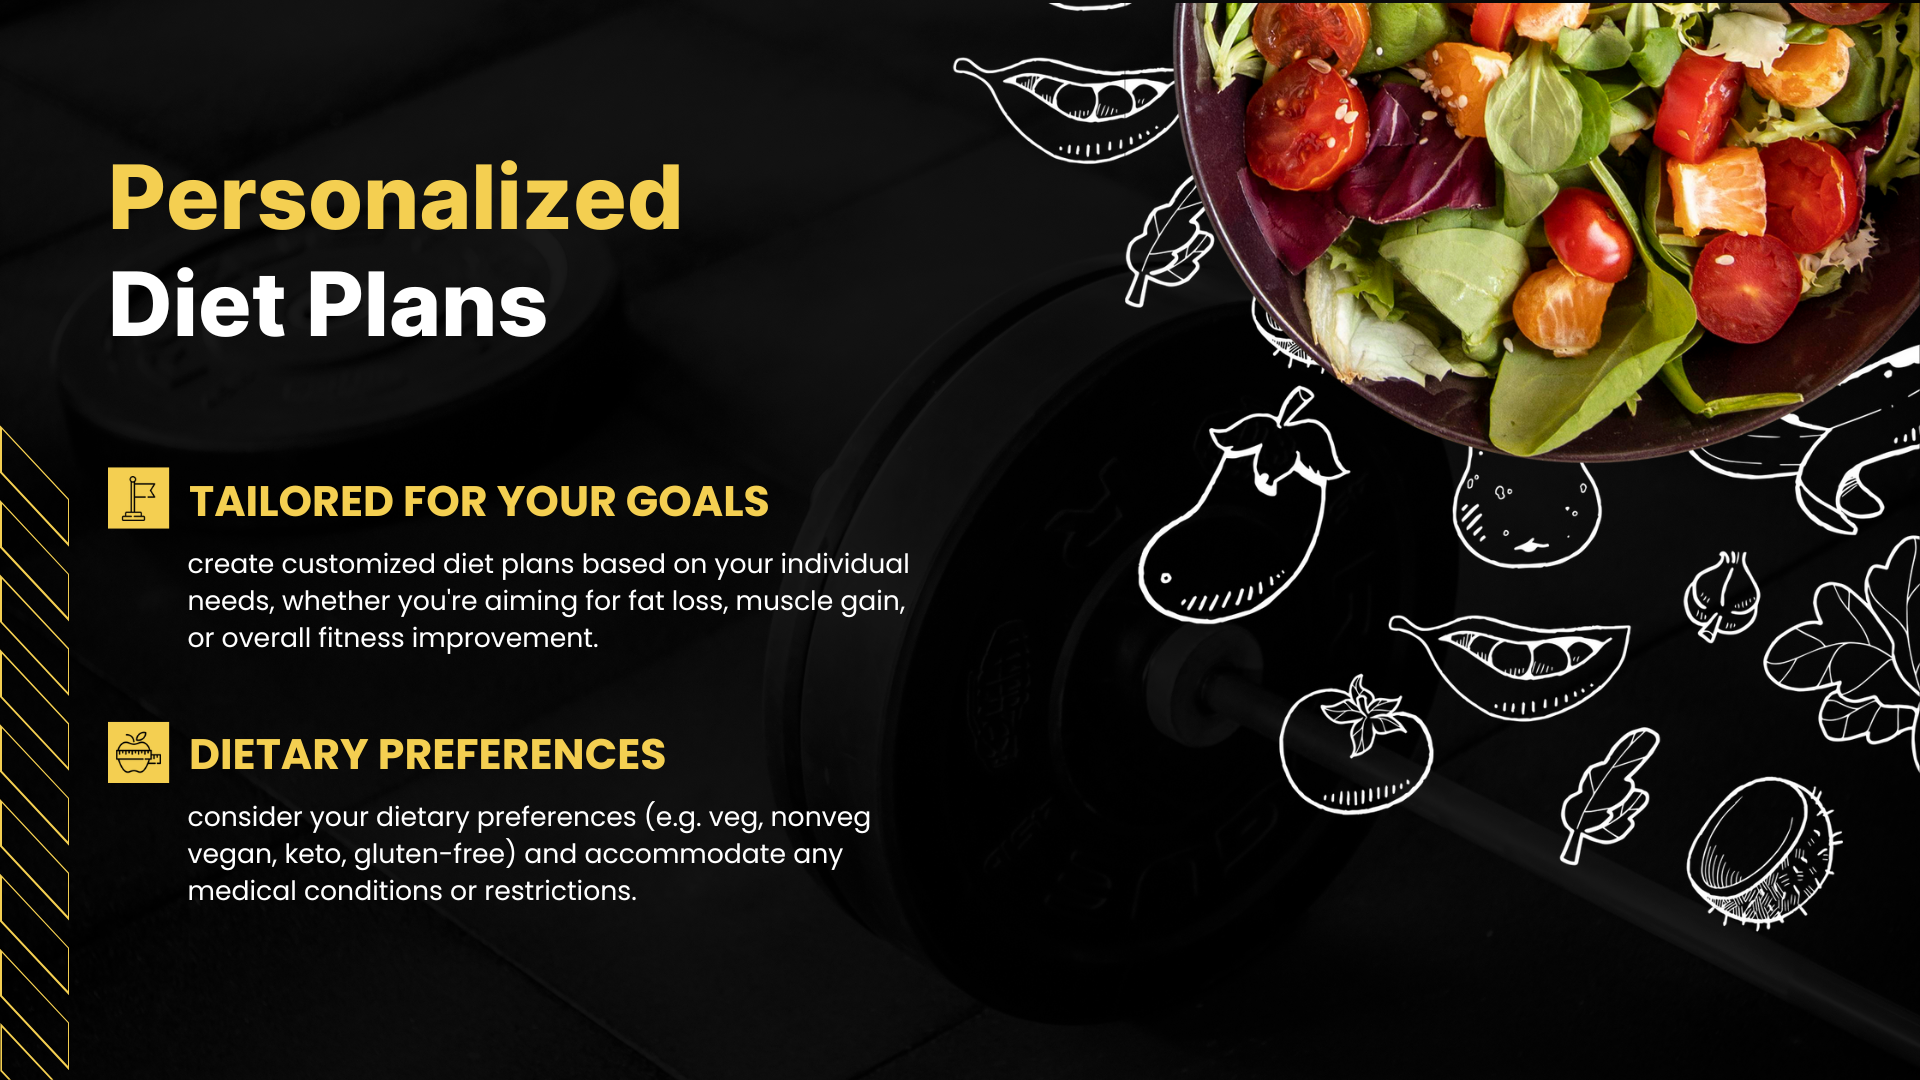 Personalized
Diet Plans
TAILORED FOR YOUR GOALS
create customized diet plans based on your individual
needs, whether you're aiming for fat loss, muscle gain,
or overall fitness improvement.
DIETARY PREFERENCES
consider your dietary preferences (e.g. veg, nonveg
vegan, keto, gluten-free) and accommodate any
medical conditions or restrictions.